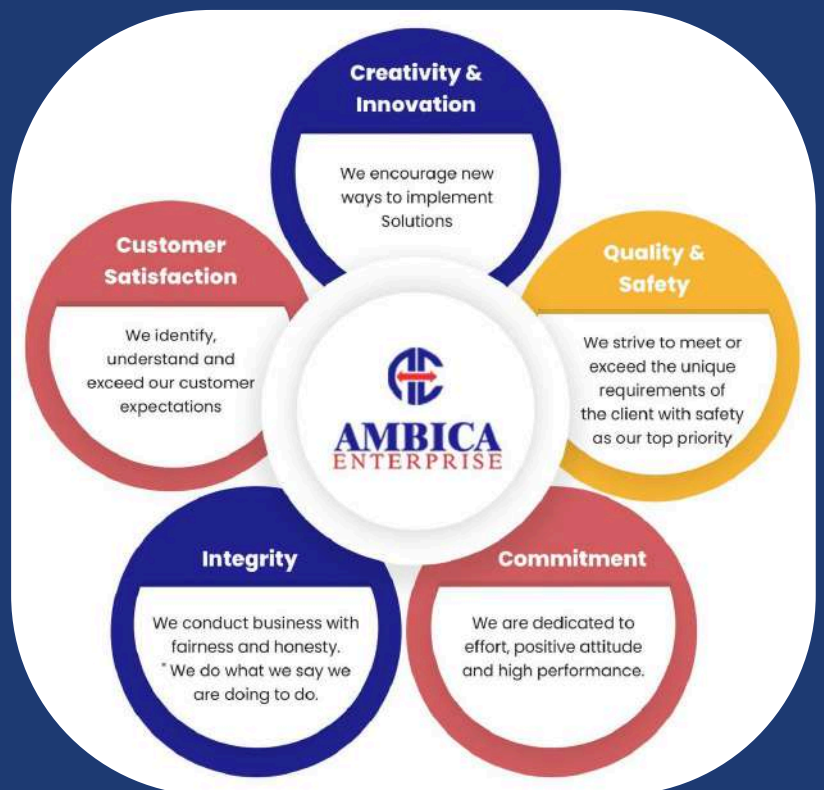 Creativity &
Innovation
We encourage new
ways to implement
Solutions
Customer
Satisfaction
We identify,
understand and
exceed our customer
expectations
Quality &
Safety
We strive to meet or
exceed the unique
requirements of
the client with safety
as our top priority
AMBICA
ENTERPRISE
Integrity
We conduct business with
fairness and honesty.
" We do what we say we
are doing to do.
Commitment
We are dedicated to
effort, positive attitude
and high performance.